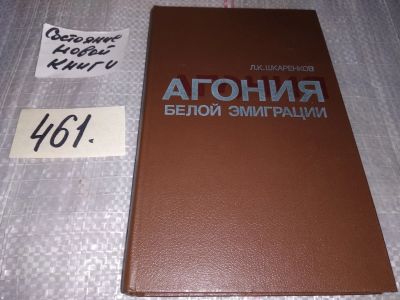 Состояние
новой
книги
461.
Л.К.ШКАРЕНКОВ
АГОНИЯ
БЕЛОЙ ЭМИГРАЦИИ